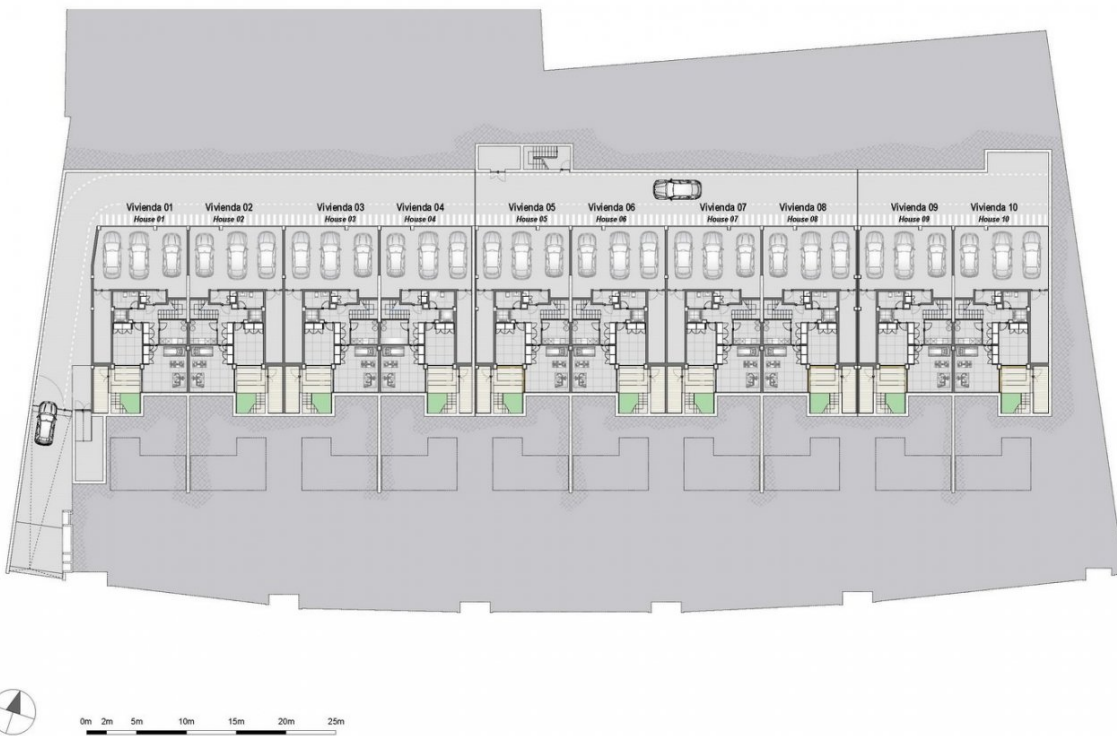 Vivienda 01
House 01
Vivienda 02
House 02
Vivienda 03
House 03
Vivienda 04
House 04
Vivienda 05
House 05
Vivienda 06
House 06
Vivienda 07
House 07
Vivienda 08
House 08
Vivienda 09
House 09
Vivienda 10
House 10
0m 2m 5m 10m 15m 20m 25m